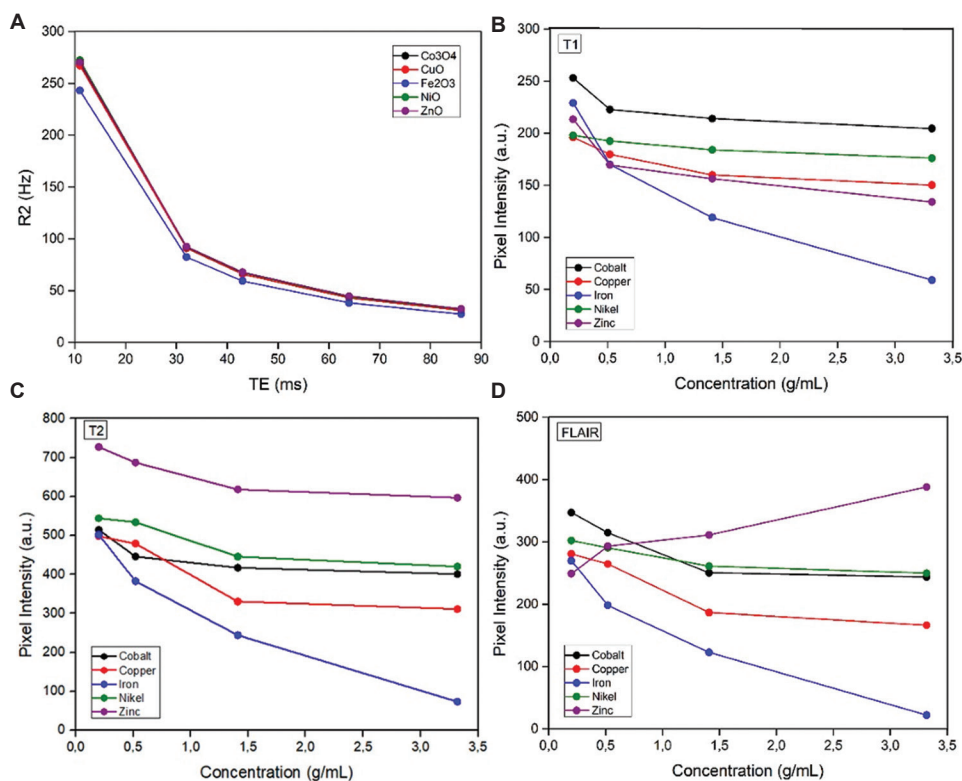 A
300
250
200
150
100
50
0
R2 (Hz)
Co3O4
CuO
Fe2O3
NiO
ZnO
10 20 30 40 50 60 70 80 90
TE (ms)
B
T1
300
250
200
150
100
50
0
Pixel Intensity (a.u.)
Cobalt
Copper
Iron
Nikel
Zinc
0,0 0,5 1,0 1,5 2,0 2,5 3,0 3,5
Concentration (g/mL)
C
T2
800
700
600
500
400
300
200
100
0
Pixel Intensity (a.u.)
Cobalt
Copper
Iron
Nikel
Zinc
0,0 0,5 1,0 1,5 2,0 2,5 3,0 3,5
Concentration (g/mL)
D
FLAIR
500
400
300
200
100
0
Pixel Intensity (a.u.)
Cobalt
Copper
Iron
Nikel
Zinc
0,0 0,5 1,0 1,5 2,0 2,5 3,0 3,5
Concentration (g/mL)